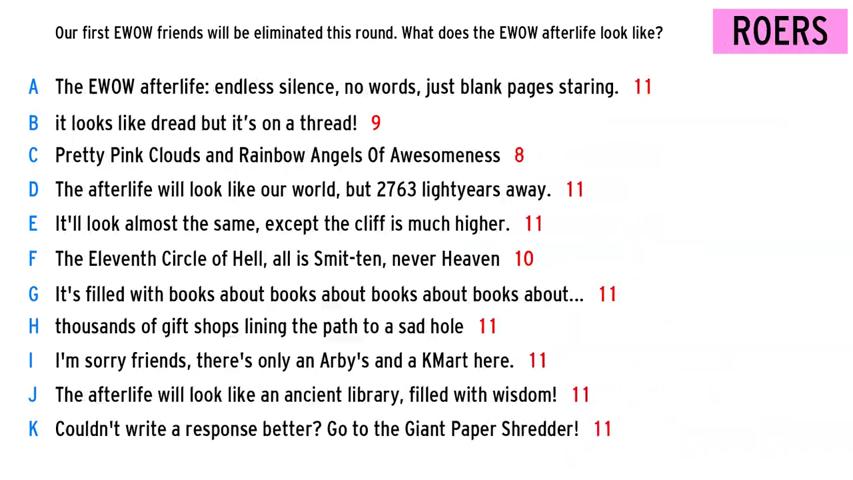 Our first EWOW friends will be eliminated this round. What does the EWOW afterlife look like?
ROERS
A The EWOW afterlife: endless silence, no words, just blank pages staring. 11
B it looks like dread but it's on a thread! 9
C Pretty Pink Clouds and Rainbow Angels Of Awesomeness 8
D The afterlife will look like our world, but 2763 lightyears away. 11
E It'll look almost the same, except the cliff is much higher. 11
F The Eleventh Circle of Hell, all is Smit-ten, never Heaven 10
G It's filled with books about books about books about books about... 11
H thousands of gift shops lining the path to a sad hole 11
I I'm sorry friends, there's only an Arby's and a KMart here. 11
J The afterlife will look like an ancient library, filled with wisdom! 11
K Couldn't write a response better? Go to the Giant Paper Shredder! 11